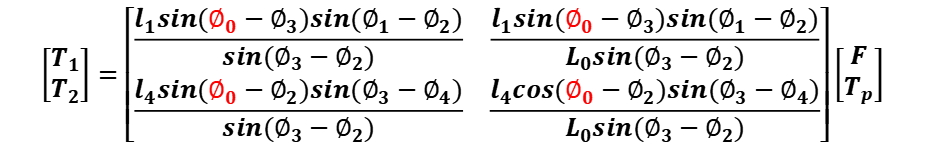 l₁sin(∅₀ − ∅₃)sin(∅₁ − ∅₂) l₁sin(∅₀ − ∅₃)sin(∅₁ − ∅₂)
[T₁ T₂] = [ sin(∅₃ − ∅₂) L₀sin(∅₃ − ∅₂) ] [F Tₚ]
l₄sin(∅₀ − ∅₂)sin(∅₃ − ∅₄) l₄cos(∅₀ − ∅₂)sin(∅₃ − ∅₄)
sin(∅₃ − ∅₂) L₀sin(∅₃ − ∅₂)